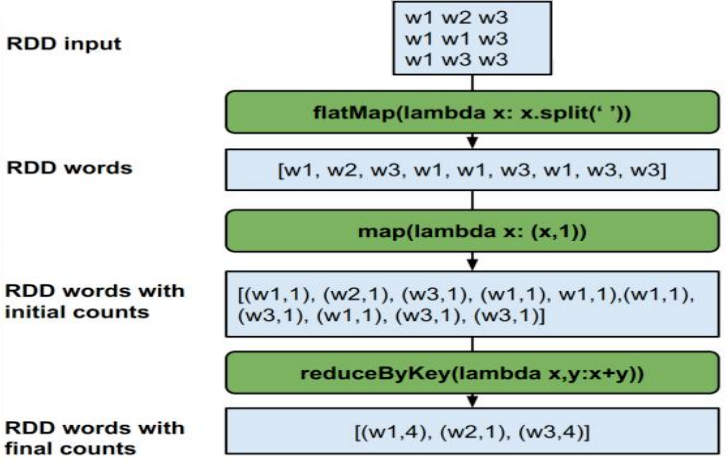 RDD input
w1 w2 w3
w1 w1 w3
w1 w3 w3
flatMap(lambda x: x.split(‘ ’))
RDD words
[w1, w2, w3, w1, w1, w3, w1, w3, w3]
map(lambda x: (x,1))
RDD words with
initial counts
[(w1,1), (w2,1), (w3,1), (w1,1), w1,1),(w1,1),
(w3,1), (w1,1), (w3,1), (w3,1)]
reduceByKey(lambda x,y:x+y))
RDD words with
final counts
[(w1,4), (w2,1), (w3,4)]